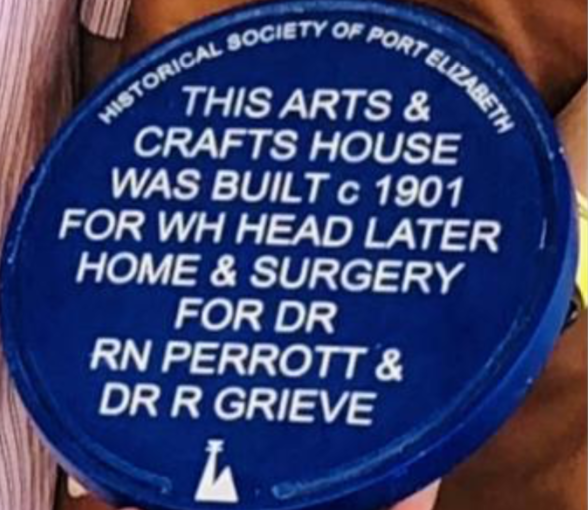 HISTORICAL SOCIETY OF PORT ELIZABETH
THIS ARTS &
CRAFTS HOUSE
WAS BUILT c 1901
FOR WH HEAD LATER
HOME & SURGERY
FOR DR
RN PERROTT &
DR R GRIEVE